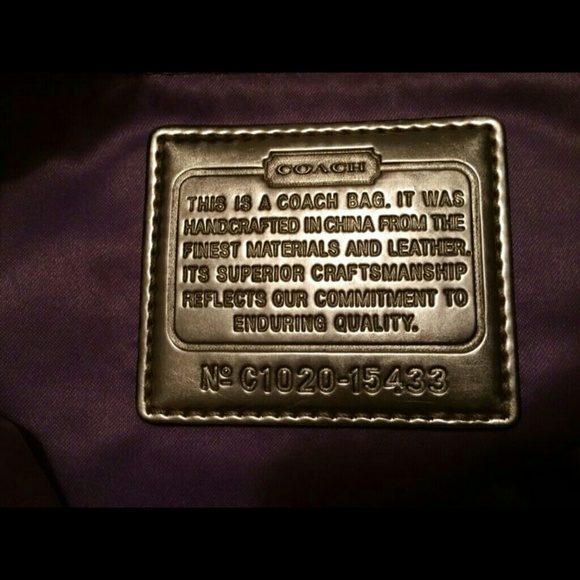 COACH
THIS IS A COACH BAG. IT WAS
HANDCRAFTED IN CHINA FROM THE
FINEST MATERIALS AND LEATHER.
ITS SUPERIOR CRAFTSMANSHIP
REFLECTS OUR COMMITMENT TO
ENDURING QUALITY.
Nº C1020-15433